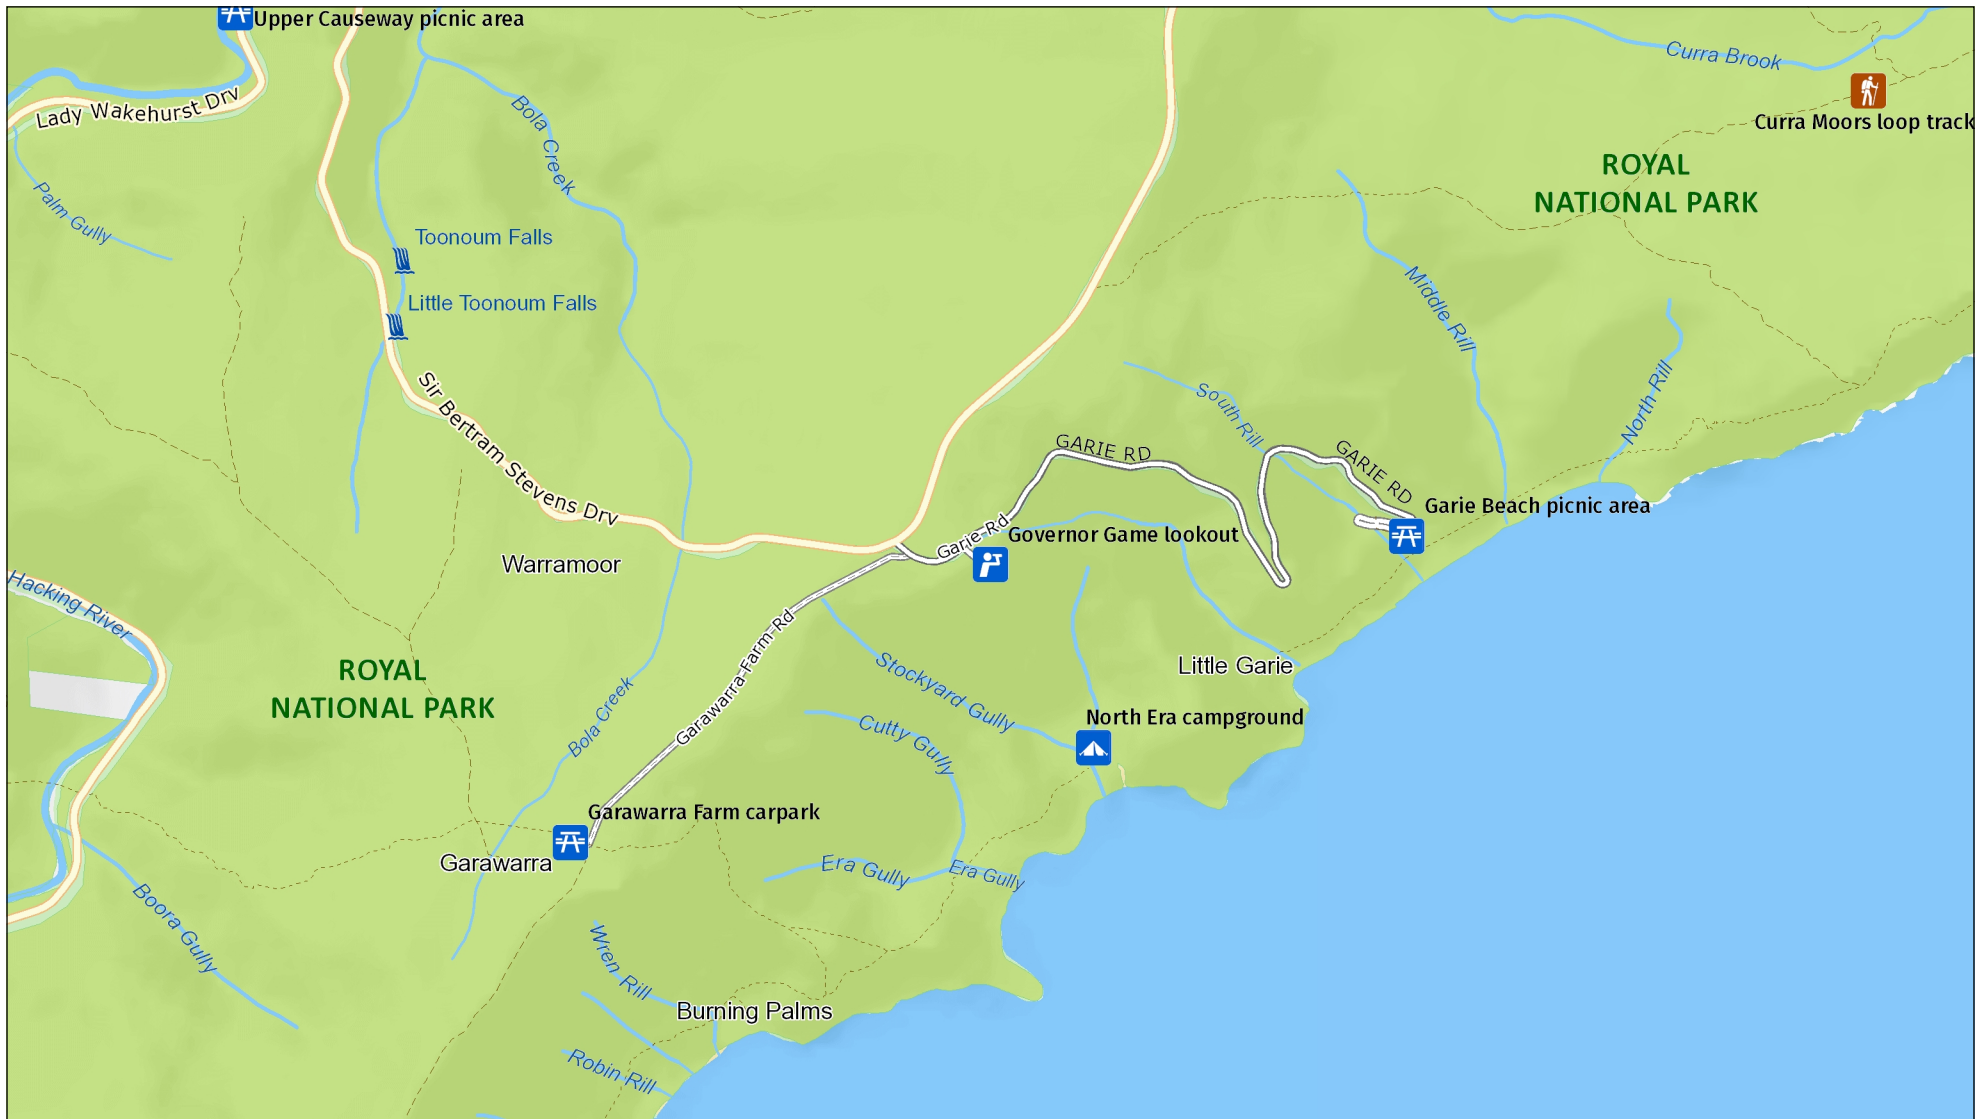 Upper Causeway picnic area
Curra Brook
Lady Wakehurst Drv
Bola Creek
Curra Moors loop track
ROYAL
NATIONAL PARK
Palm Gully
Toonoum Falls
Little Toonoum Falls
Middle Rill
North Rill
South Rill
Sir Bertram Stevens Drv
GARIE RD
GARIE RD
Garie Beach picnic area
Garie Rd
Governor Game lookout
Warramoor
Hacking River
Garawarra-Farm-Rd
Little Garie
ROYAL
NATIONAL PARK
Stockyard Gully
Bola Creek
North Era campground
Cutty Gully
Garawarra Farm carpark
Garawarra
Era Gully
Era Gully
Boora Gully
Wren Rill
Burning Palms
Robin Rill